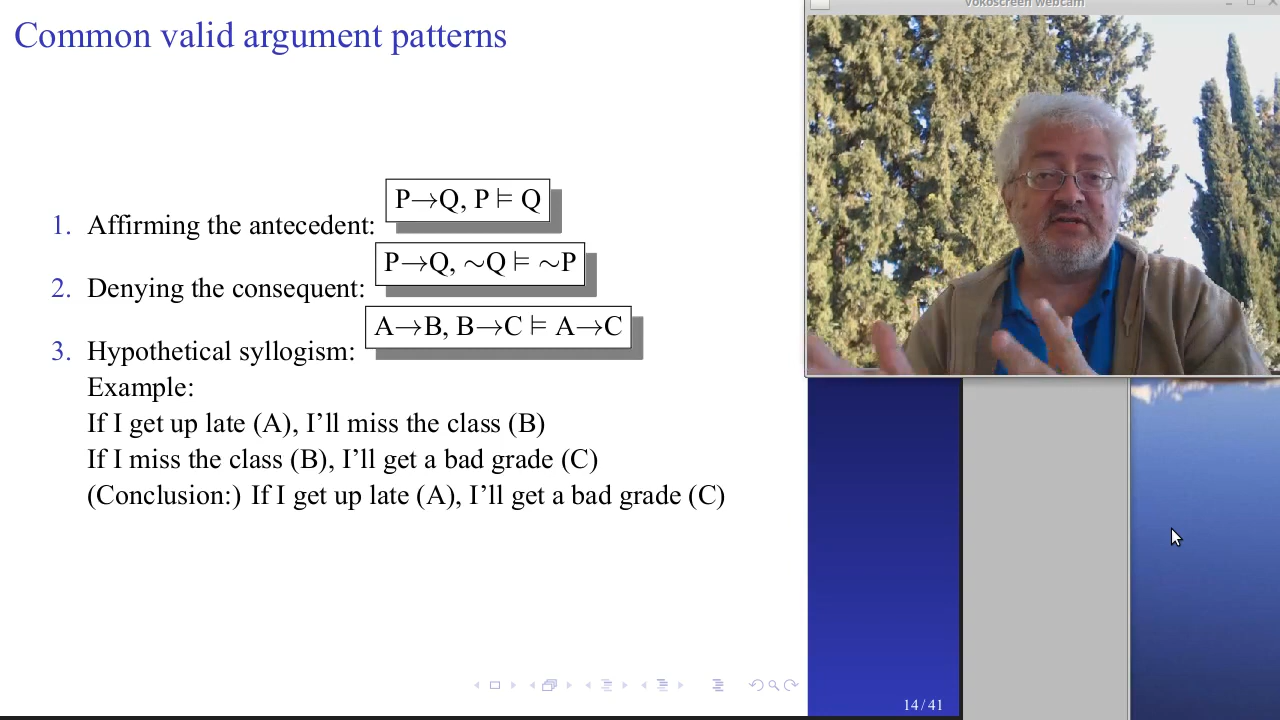 Common valid argument patterns
vokoscreen webcam
P→Q, P ⊨ Q
1. Affirming the antecedent:
P→Q, ∼Q ⊨ ∼P
2. Denying the consequent:
A→B, B→C ⊨ A→C
3. Hypothetical syllogism:
Example:
If I get up late (A), I’ll miss the class (B)
If I miss the class (B), I’ll get a bad grade (C)
(Conclusion:) If I get up late (A), I’ll get a bad grade (C)
14 / 41